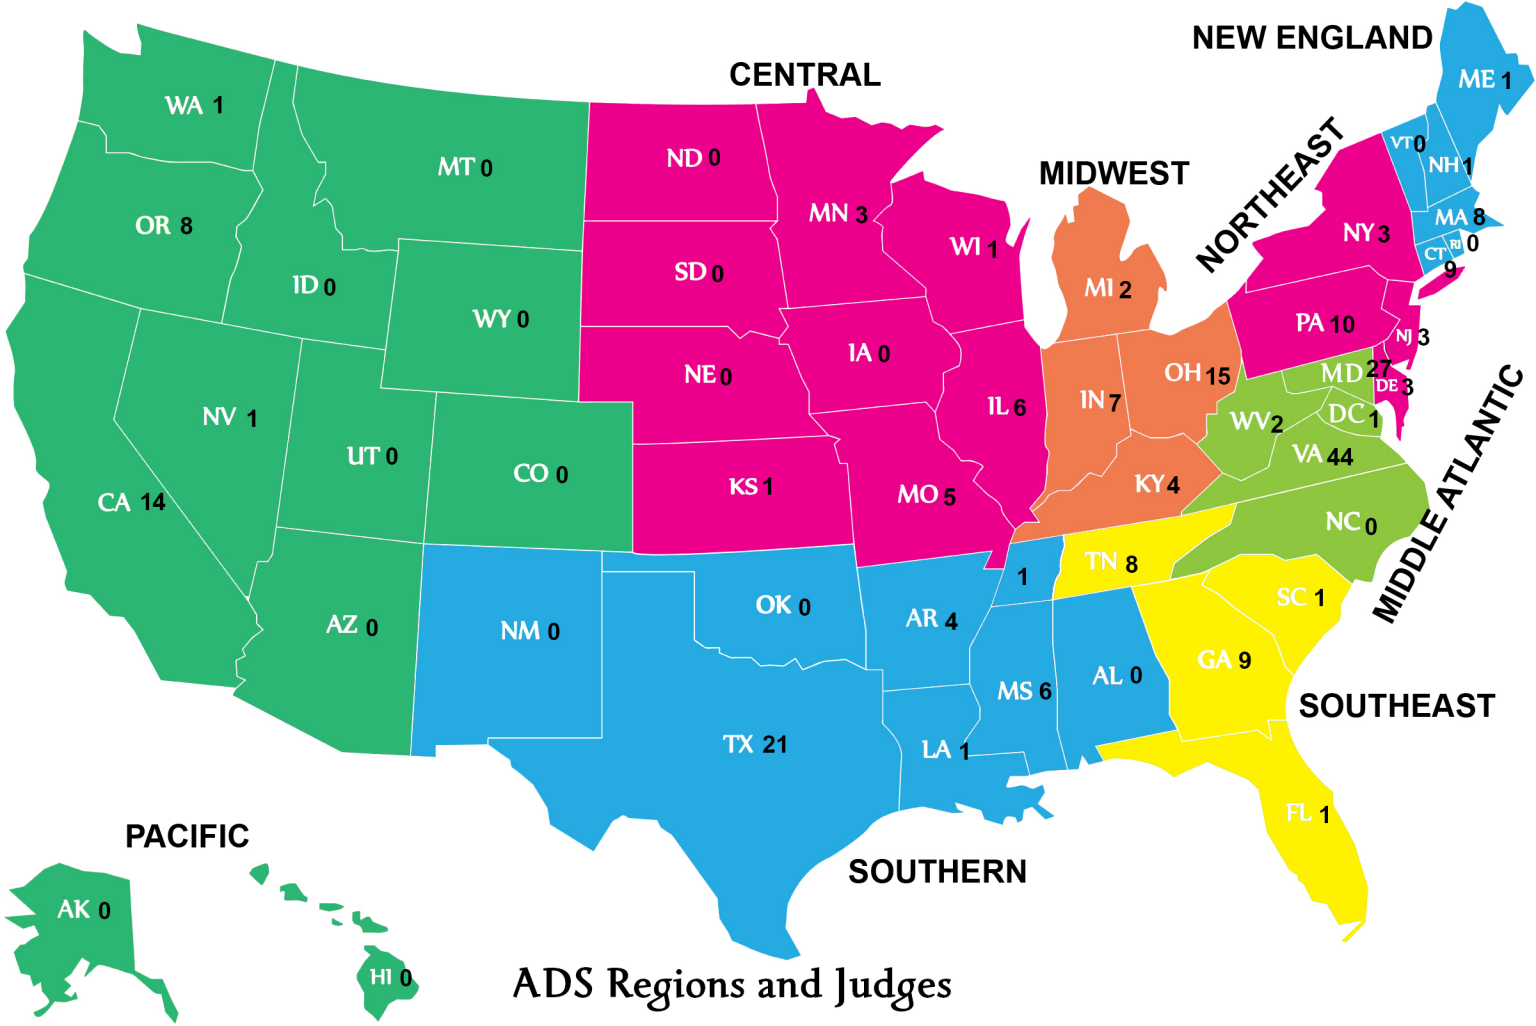 NEW ENGLAND
CENTRAL
ME 1
WA 1
NORTHEAST
VT 0
MT 0
ND 0
MIDWEST
NH 1
OR 8
MN 3
MA 8
NY 3
WI 1
RI 0
CT 9
ID 0
SD 0
MI 2
WY 0
PA 10
NJ 3
IA 0
NE 0
OH 15
MD 27
DE 3
NV 1
IL 6
IN 7
WV 2
DC 1
UT 0
CO 0
VA 44
MIDDLE ATLANTIC
CA 14
KS 1
MO 5
KY 4
NC 0
TN 8
1
SC 1
AZ 0
NM 0
OK 0
AR 4
GA 9
MS 6
AL 0
SOUTHEAST
TX 21
LA 1
FL 1
PACIFIC
SOUTHERN
AK 0
HI 0
ADS Regions and Judges